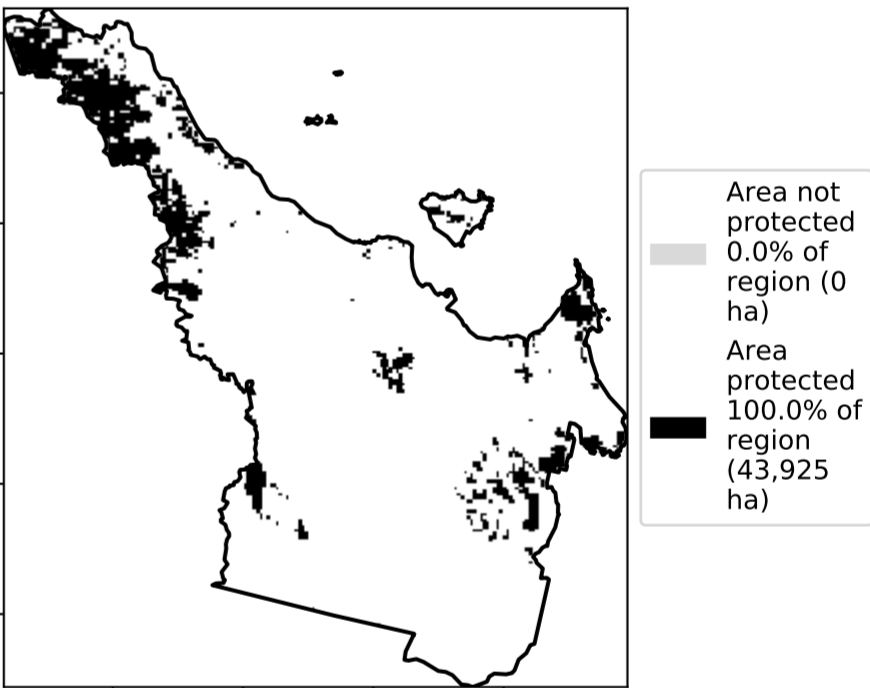 Area not
protected
0.0% of
region (0
ha)
Area
protected
100.0% of
region
(43,925
ha)